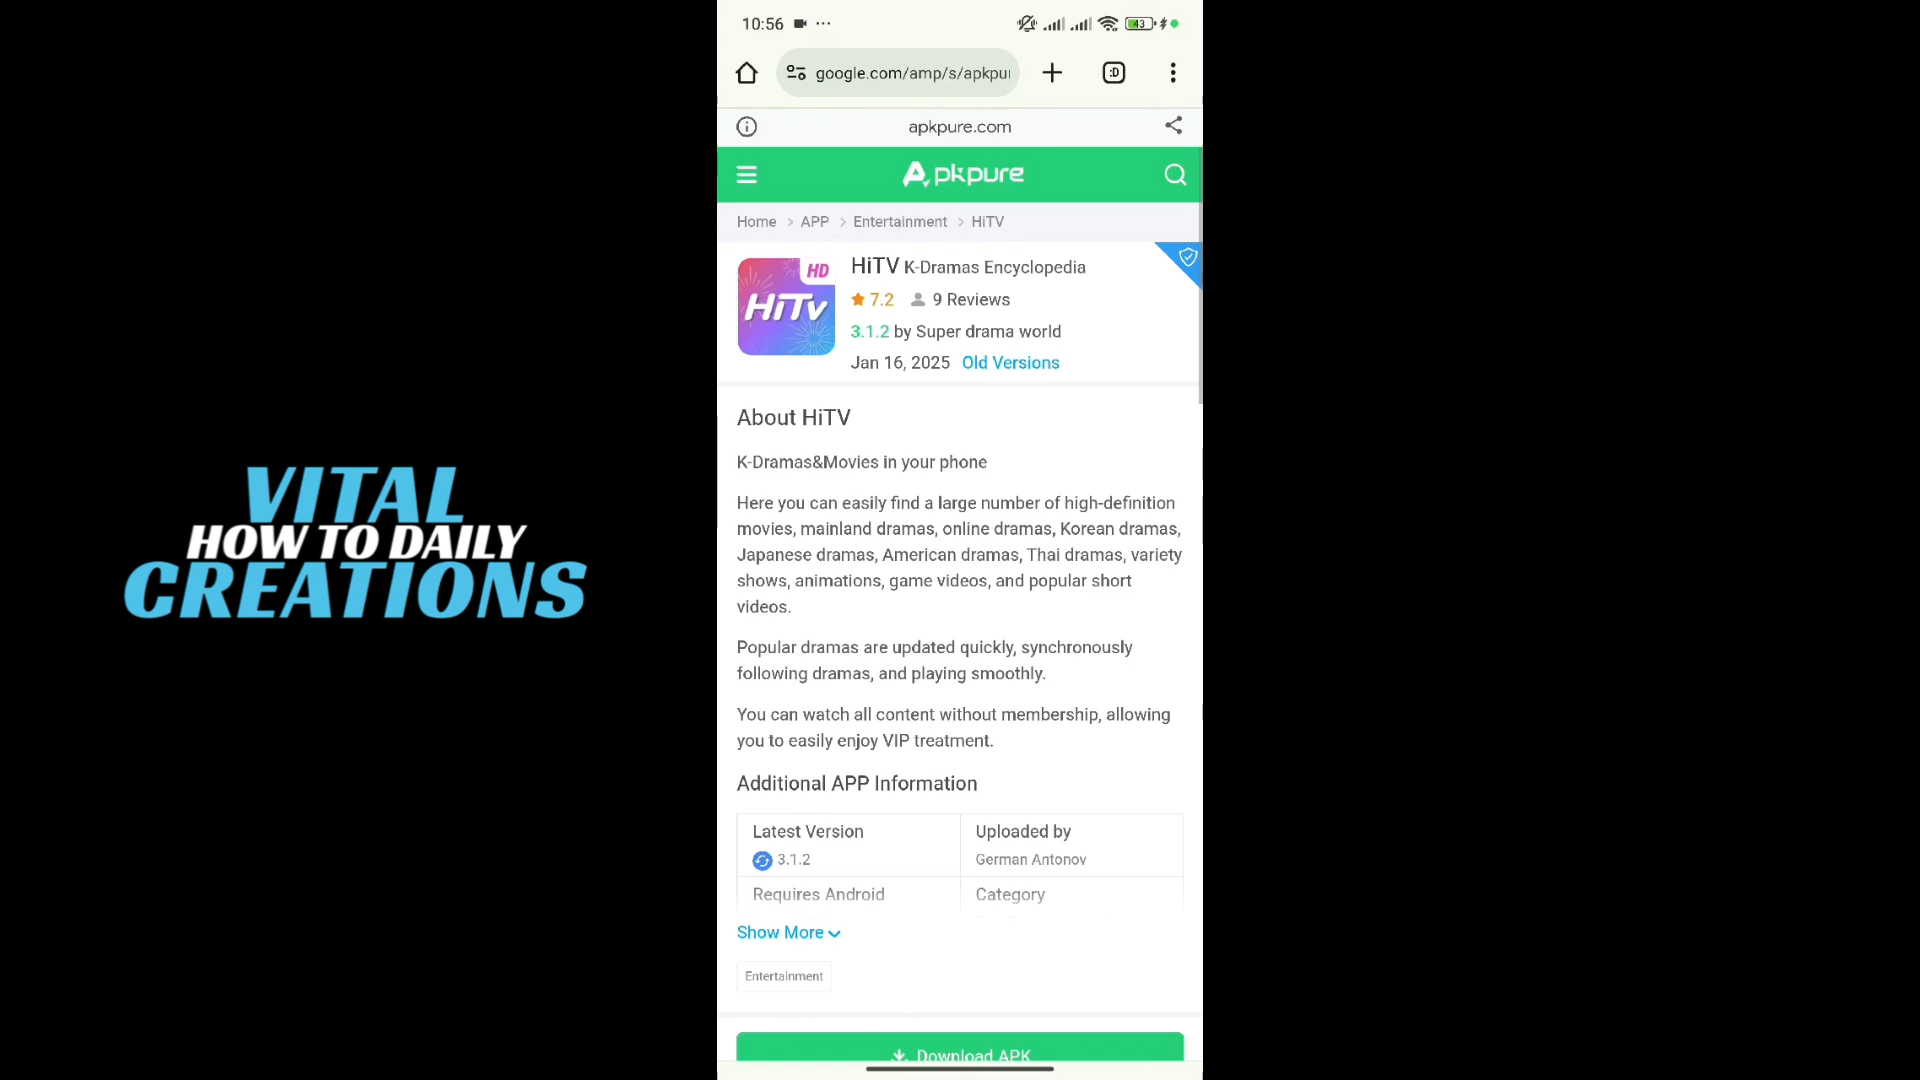 10:56
43
google.com/amp/s/apkpu
:D
apkpure.com
Apkpure
Home > APP > Entertainment > HiTV
HD
HiTV
HiTV K-Dramas Encyclopedia
7.2 9 Reviews
3.1.2 by Super drama world
Jan 16, 2025 Old Versions
About HiTV
K-Dramas&Movies in your phone
Here you can easily find a large number of high-definition
movies, mainland dramas, online dramas, Korean dramas,
Japanese dramas, American dramas, Thai dramas, variety
shows, animations, game videos, and popular short
videos.
Popular dramas are updated quickly, synchronously
following dramas, and playing smoothly.
You can watch all content without membership, allowing
you to easily enjoy VIP treatment.
Additional APP Information
Latest Version
3.1.2
Uploaded by
German Antonov
Requires Android
Category
Show More
Entertainment
Download APK
VITAL
HOW TO DAILY
CREATIONS